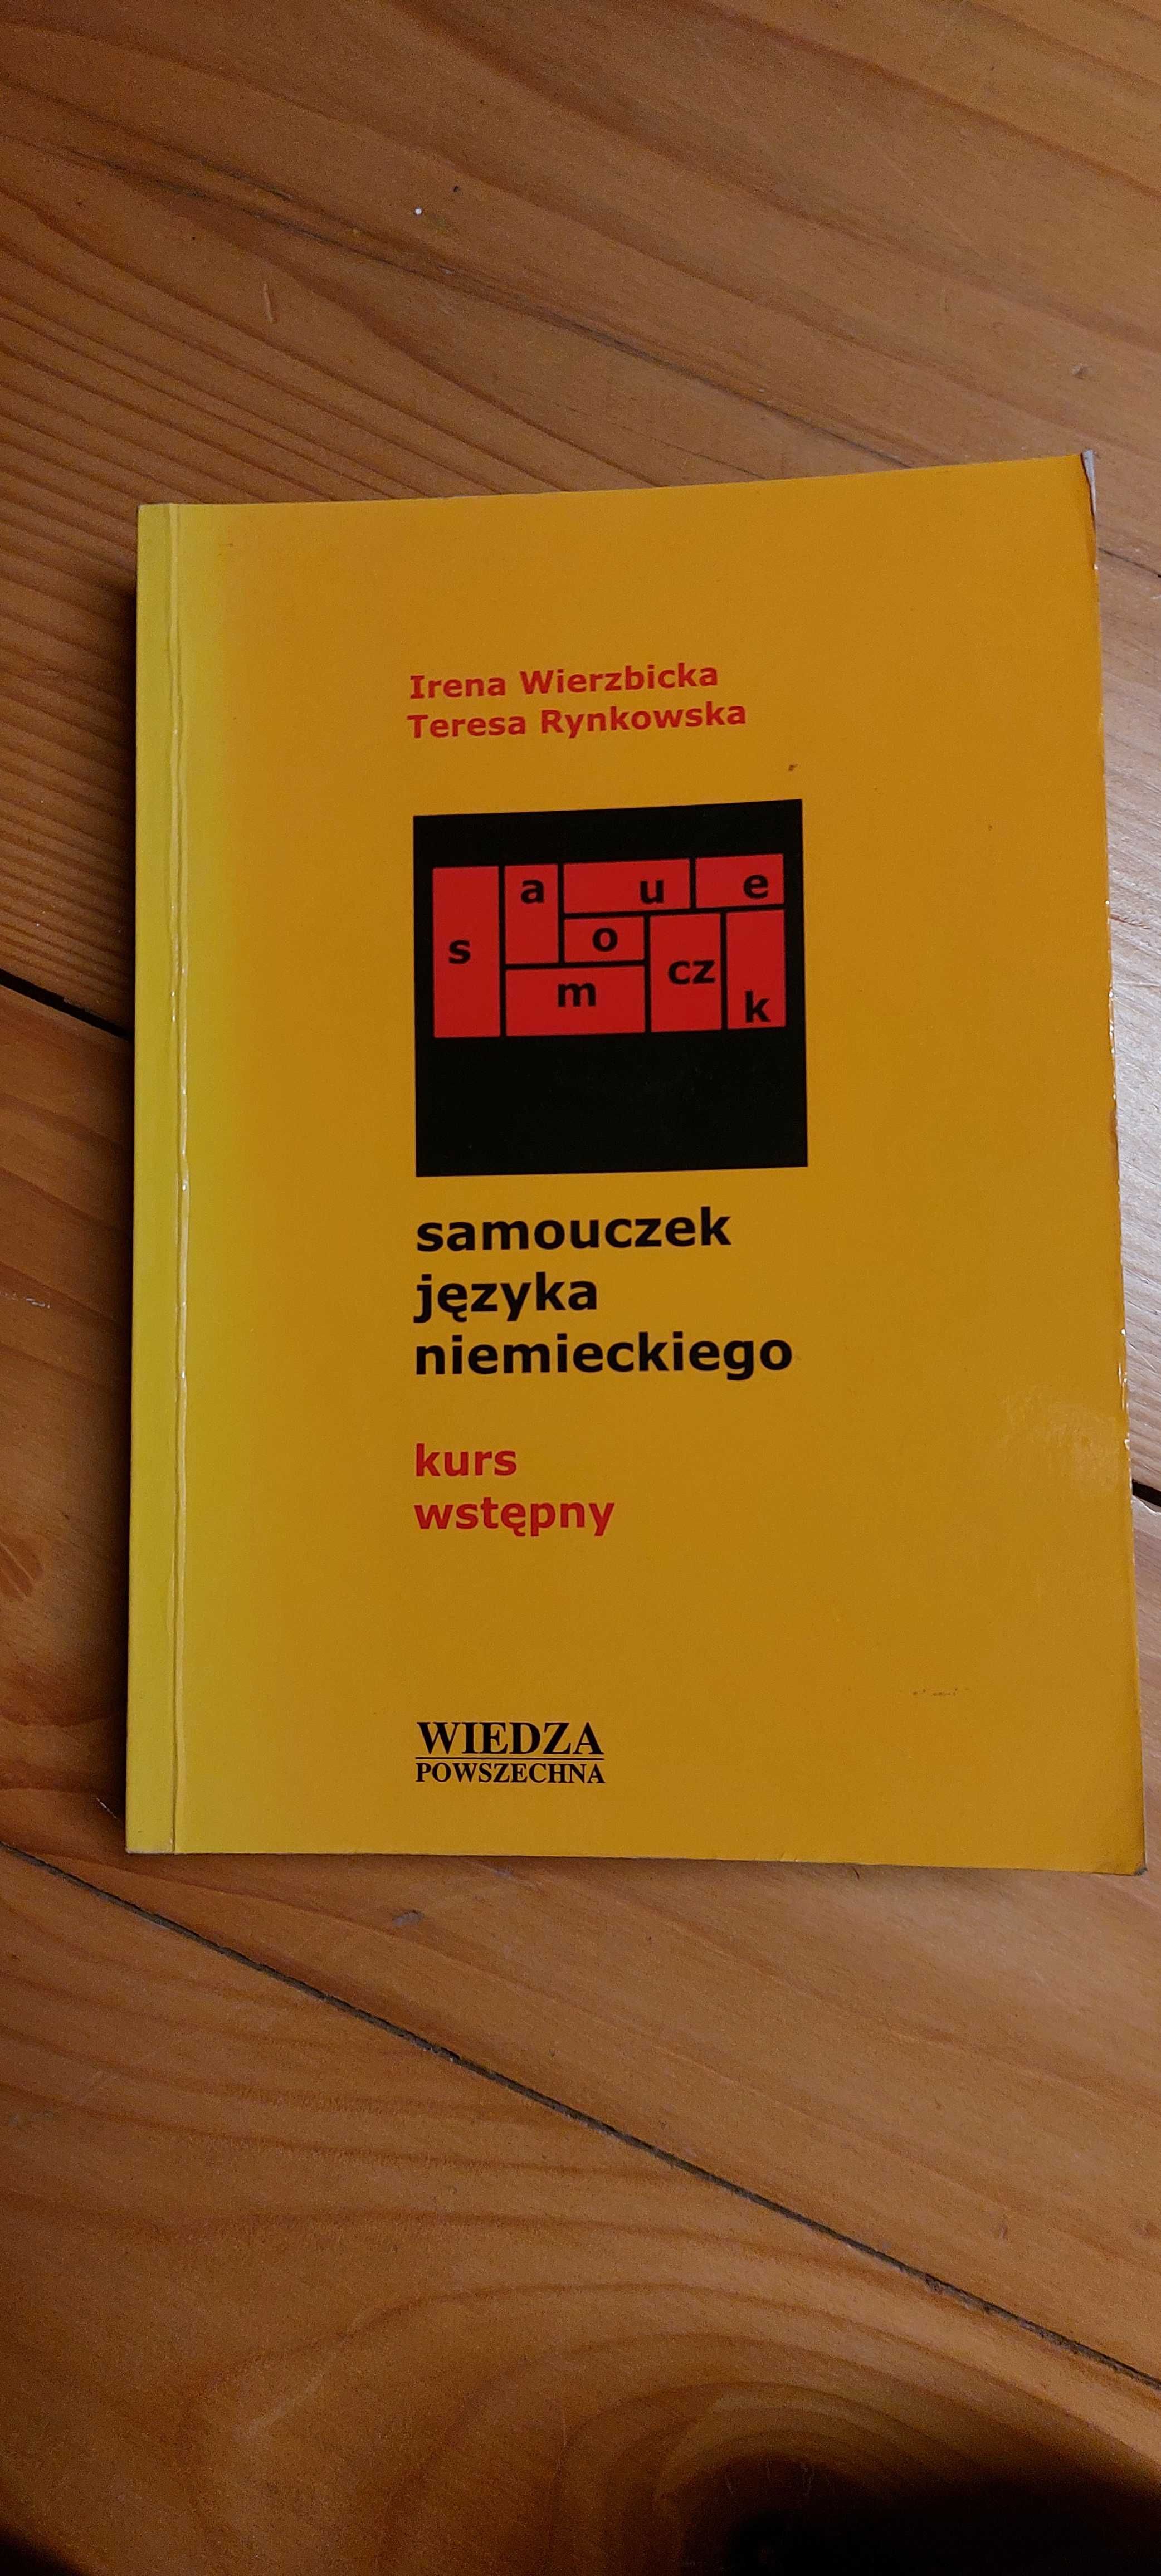 Irena Wierzbicka
Teresa Rynkowska
s a m o u cz e k
samouczek
języka
niemieckiego
kurs
wstępny
WIEDZA
POWSZECHNA